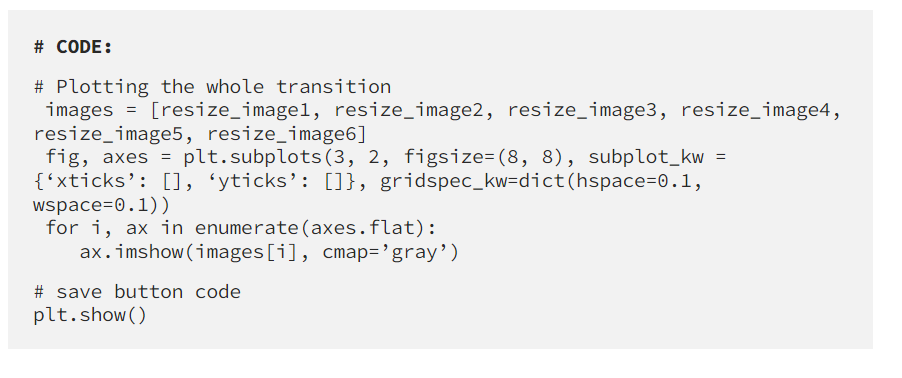 # CODE:
# Plotting the whole transition
images = [resize_image1, resize_image2, resize_image3, resize_image4,
resize_image5, resize_image6]
fig, axes = plt.subplots(3, 2, figsize=(8, 8), subplot_kw =
{‘xticks’: [], ‘yticks’: []}, gridspec_kw=dict(hspace=0.1,
wspace=0.1))
for i, ax in enumerate(axes.flat):
ax.imshow(images[i], cmap=’gray’)
# save button code
plt.show()